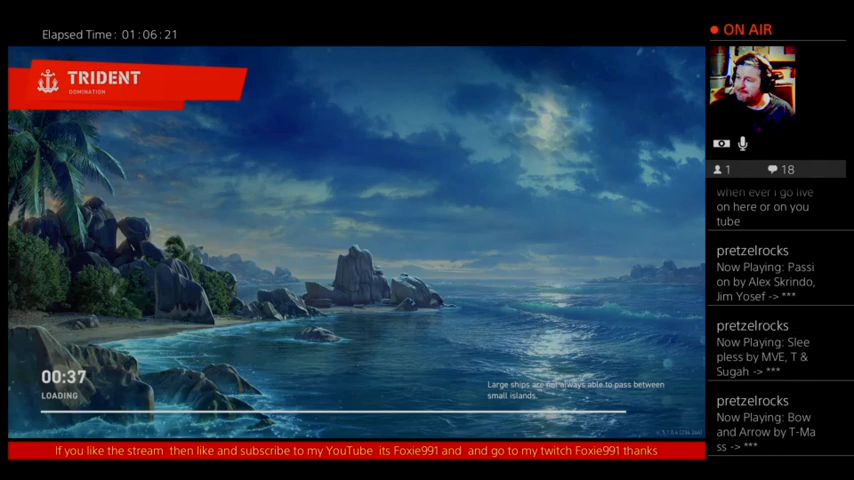 Elapsed Time: 01:06:21
ON AIR
TRIDENT
DOMINATION
1
18
when ever i go live
on here or on you
tube
pretzelrocks
Now Playing: Passi
on by Alex Skrindo,
Jim Yosef -> ***
pretzelrocks
Now Playing: Slee
pless by MVE, T &
Sugah -> ***
pretzelrocks
Now Playing: Bow
and Arrow by T-Ma
ss -> ***
00:37
LOADING
Large ships are not always able to pass between
small islands.
If you like the stream then like and subscribe to my YouTube its Foxie991 and and go to my twitch Foxie991 thanks